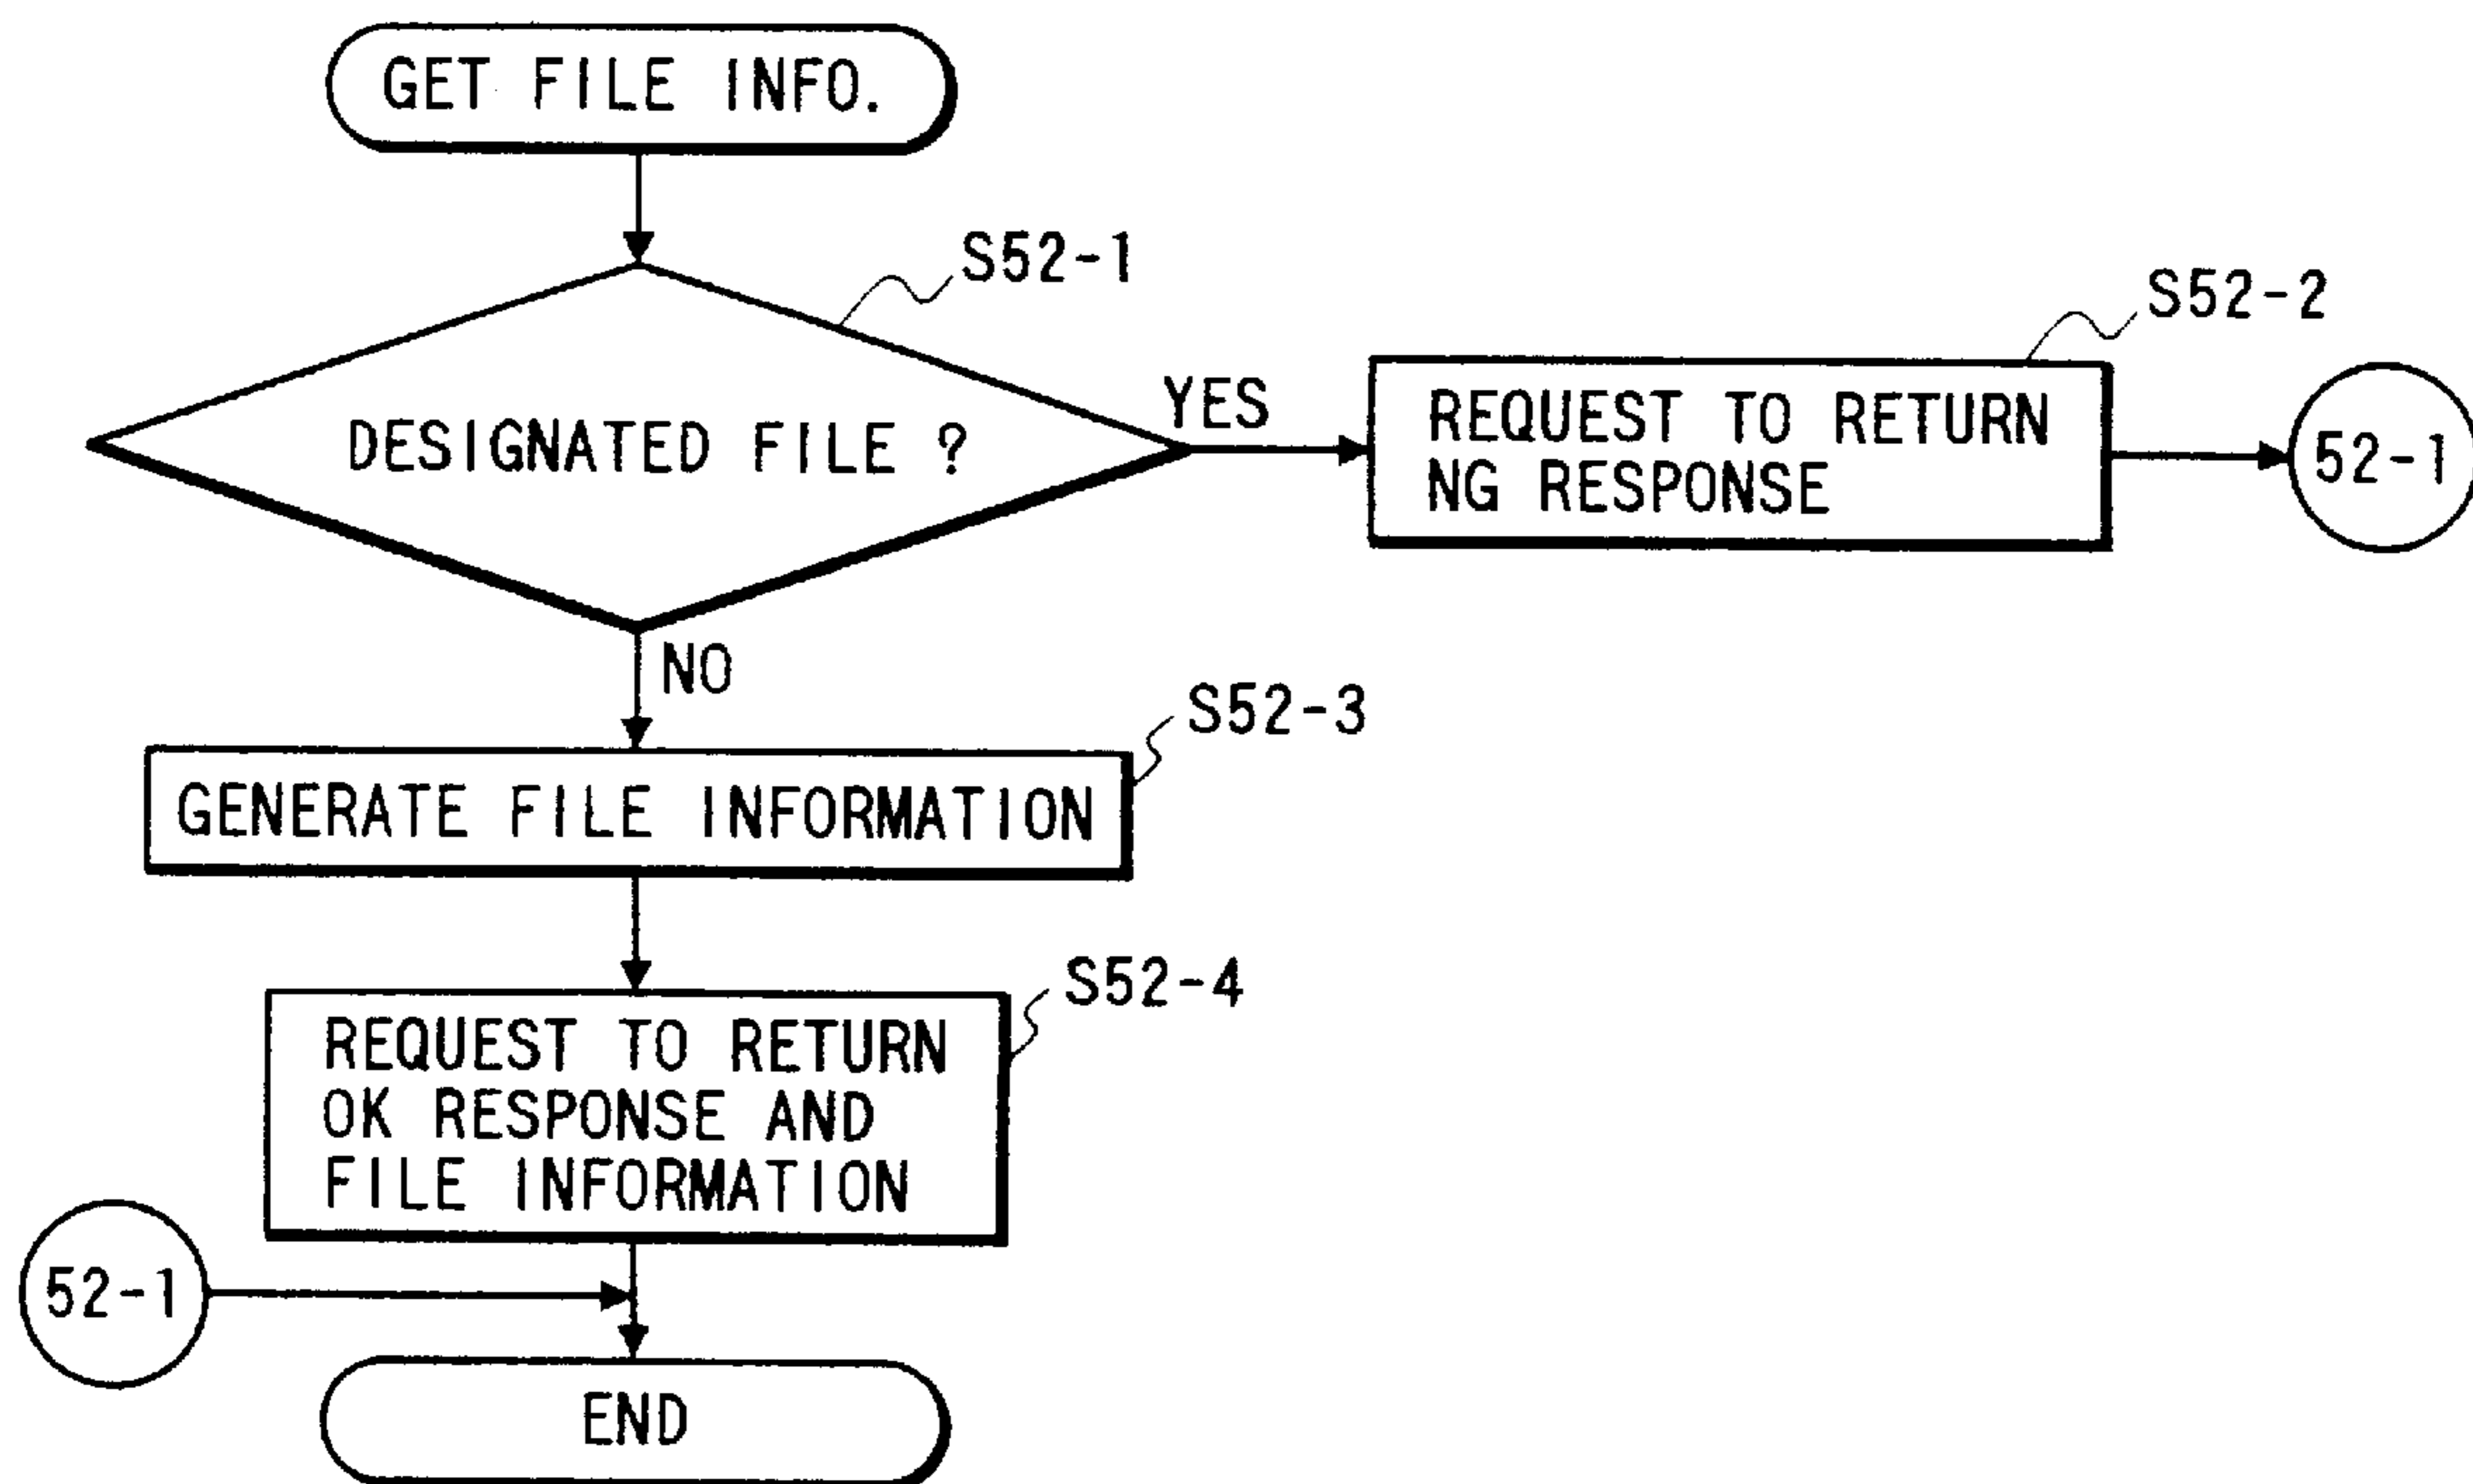 GET FILE INFO.
S52-1
DESIGNATED FILE ?
YES
S52-2
REQUEST TO RETURN
NG RESPONSE
52-1
NO
S52-3
GENERATE FILE INFORMATION
S52-4
REQUEST TO RETURN
OK RESPONSE AND
FILE INFORMATION
52-1
END